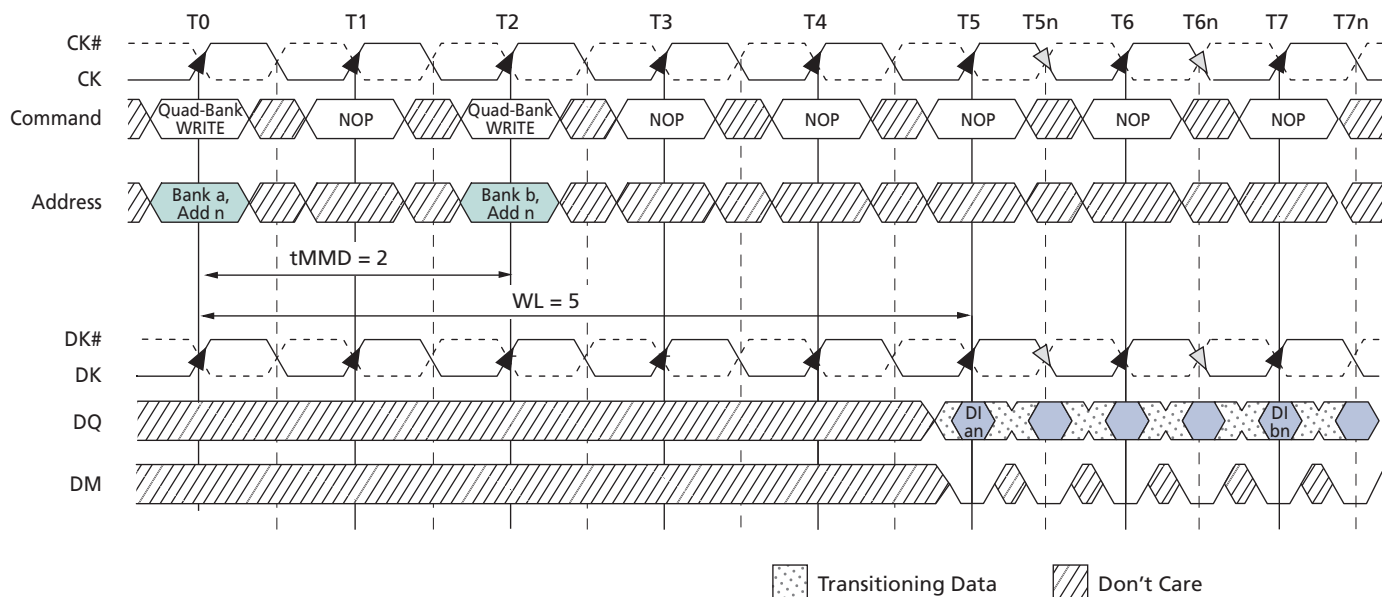 T0 T1 T2 T3 T4 T5 T5n T6 T6n T7 T7n
CK#
CK
Command
Quad-Bank
WRITE
NOP
Quad-Bank
WRITE
NOP
NOP
NOP
NOP
NOP
Address
Bank a,
Add n
Bank b,
Add n
tMMD = 2
WL = 5
DK#
DK
DQ
DI
an
DI
bn
DM
Transitioning Data
Don't Care